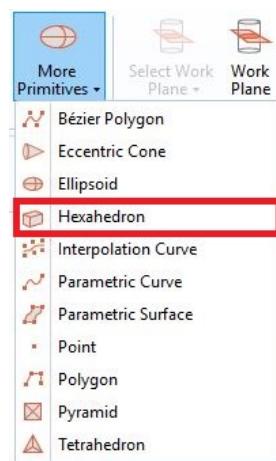 More
Primitives
Select Work
Plane
Work
Plane
Bézier Polygon
Eccentric Cone
Ellipsoid
Hexahedron
Interpolation Curve
Parametric Curve
Parametric Surface
Point
Polygon
Pyramid
Tetrahedron